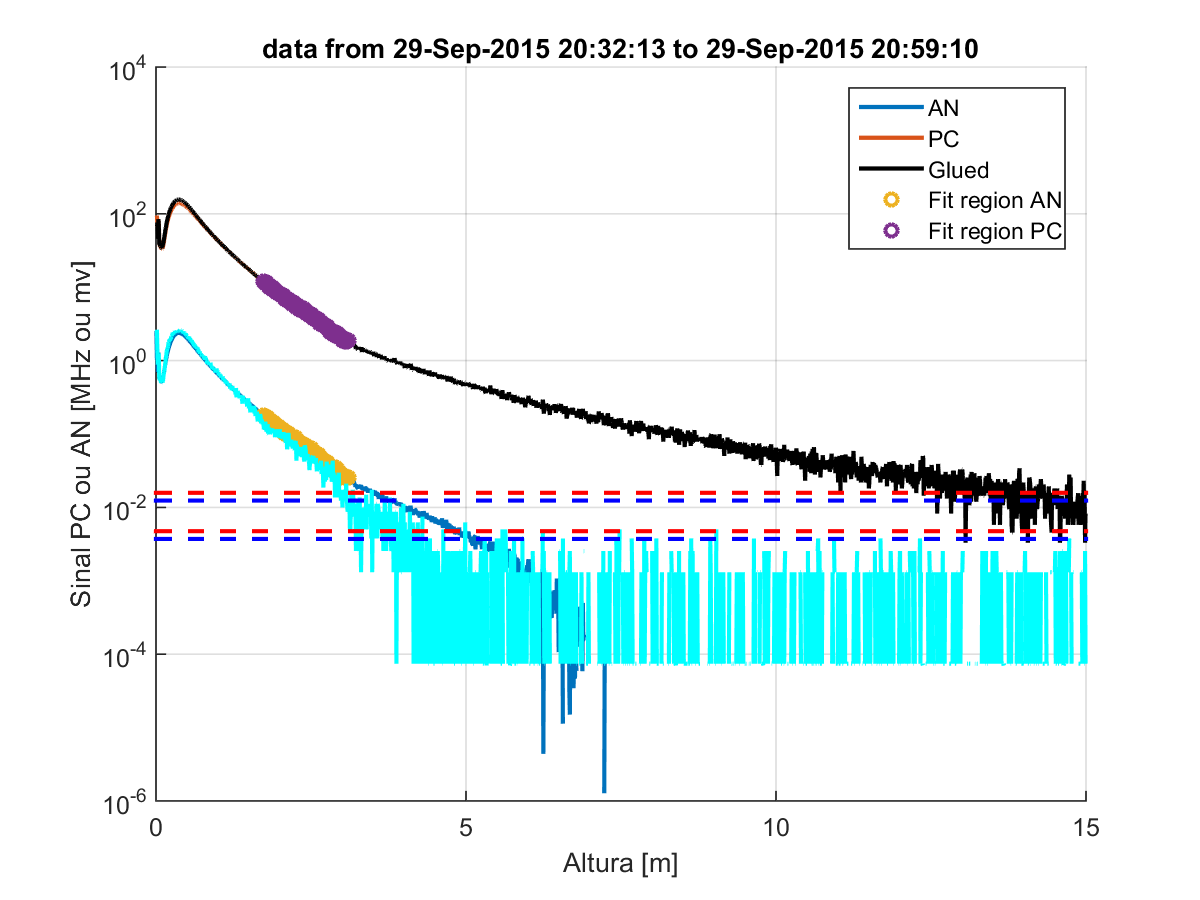 data from 29-Sep-2015 20:32:13 to 29-Sep-2015 20:59:10
10^4
10^2
10^0
10^-2
10^-4
10^-6
Sinal PC ou AN [MHz ou mv]
AN
PC
Glued
Fit region AN
Fit region PC
0
5
10
15
Altura [m]